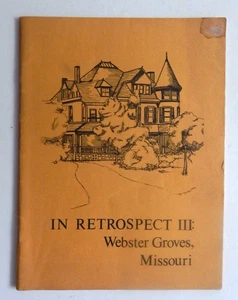 IN RETROSPECT III:
Webster Groves,
Missouri